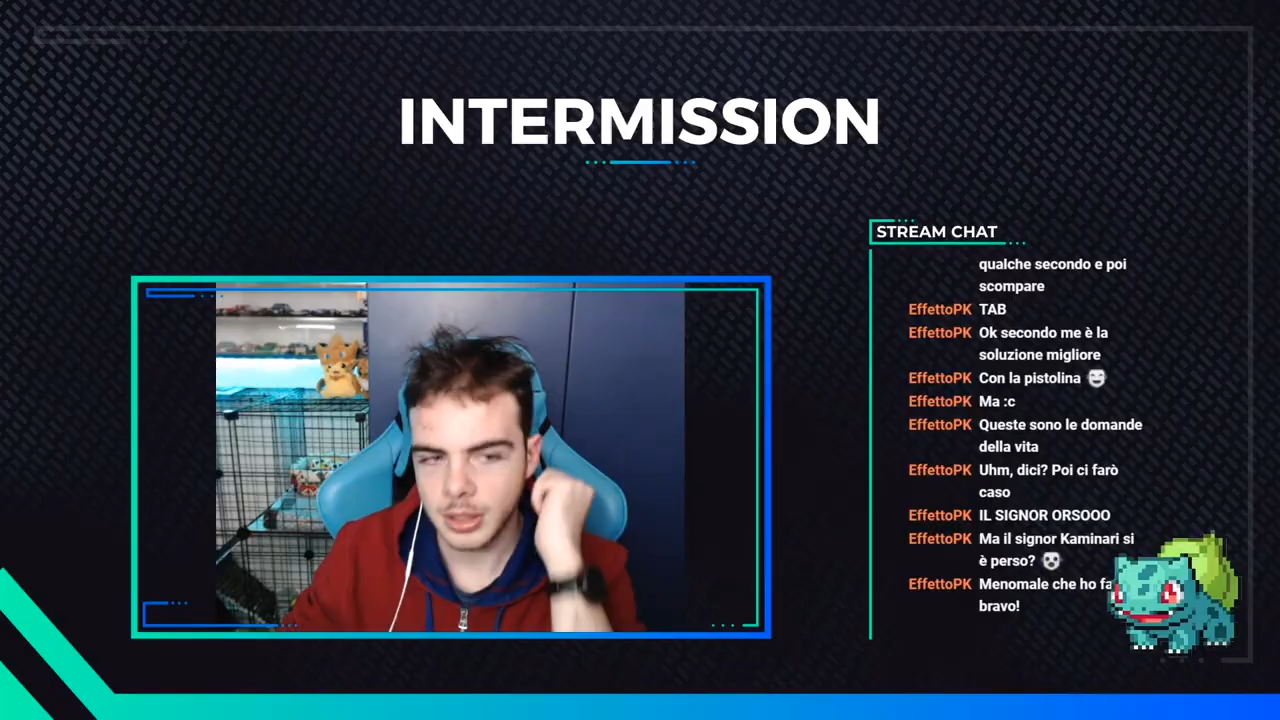 INTERMISSION
STREAM CHAT
qualche secondo e poi
scompare
EffettoPK TAB
EffettoPK Ok secondo me è la
soluzione migliore
EffettoPK Con la pistolina
EffettoPK Ma :c
EffettoPK Queste sono le domande
della vita
EffettoPK Uhm, dici? Poi ci farò
caso
EffettoPK IL SIGNOR ORSOOO
EffettoPK Ma il signor Kaminari si
è perso?
EffettoPK Menomale che ho
bravo!